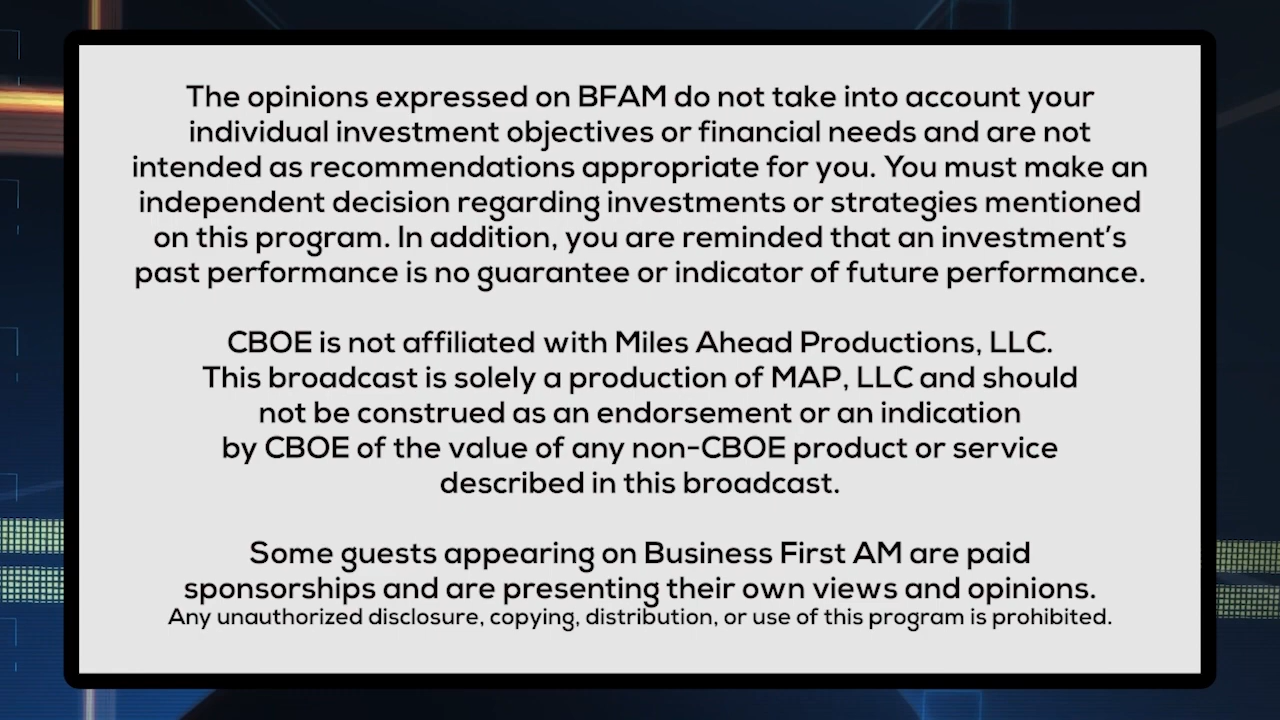 The opinions expressed on BFAM do not take into account your
individual investment objectives or financial needs and are not
intended as recommendations appropriate for you. You must make an
independent decision regarding investments or strategies mentioned
on this program. In addition, you are reminded that an investment's
past performance is no guarantee or indicator of future performance.
CBOE is not affiliated with Miles Ahead Productions, LLC.
This broadcast is solely a production of MAP, LLC and should
not be construed as an endorsement or an indication
by CBOE of the value of any non-CBOE product or service
described in this broadcast.
Some guests appearing on Business First AM are paid
sponsorships and are presenting their own views and opinions.
Any unauthorized disclosure, copying, distribution, or use of this program is prohibited.